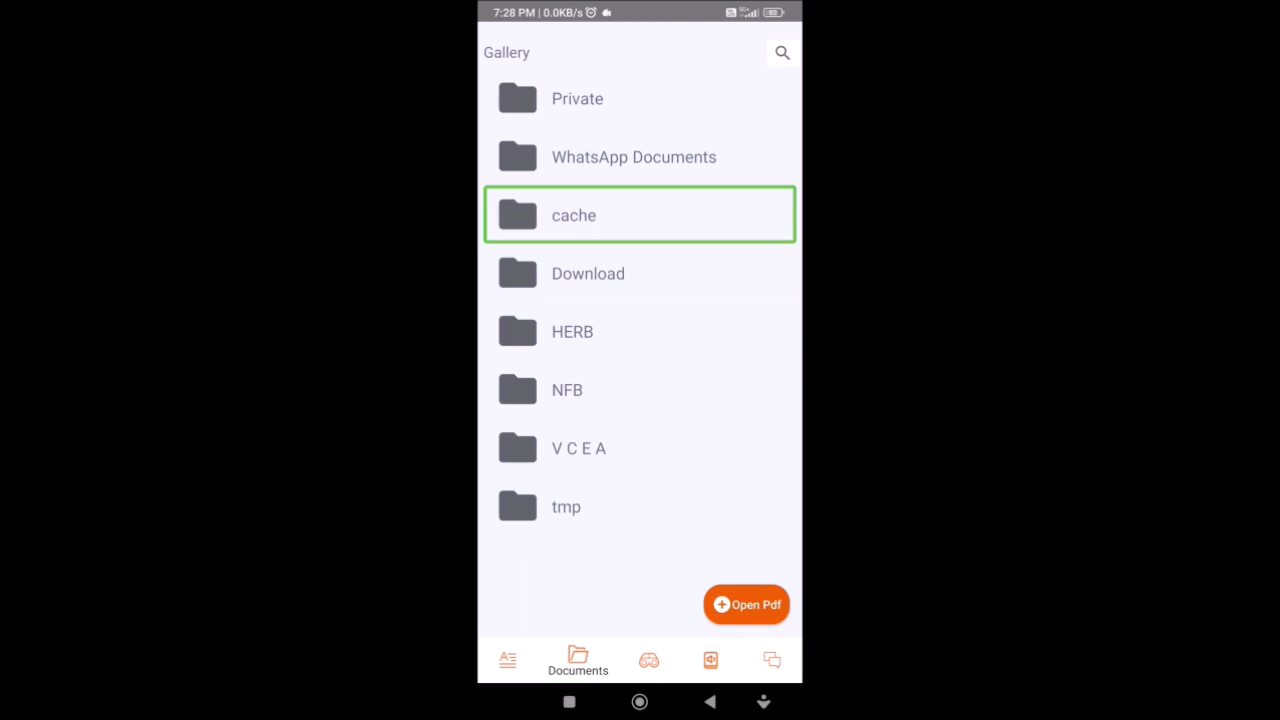 7:28 PM | 0.0KB/s
Gallery
Private
WhatsApp Documents
cache
Download
HERB
NFB
V C E A
tmp
Open Pdf
Documents